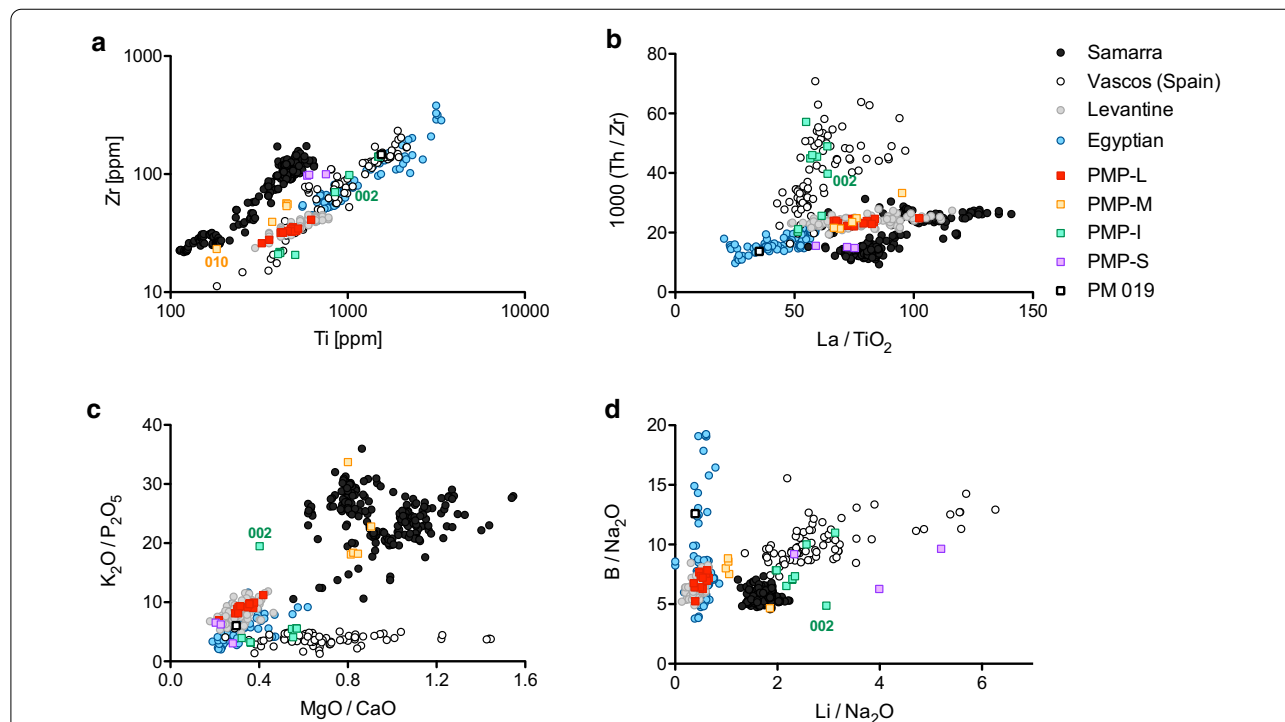 a
1000
100
10
Zr [ppm]
002
010
100
1000
10000
Ti [ppm]
b
80
60
40
20
0
1000 (Th / Zr)
002
0
50
100
150
La / TiO₂
Samarra
Vascos (Spain)
Levantine
Egyptian
PMP-L
PMP-M
PMP-I
PMP-S
PM 019
c
40
30
20
10
0
K₂O / P₂O₅
002
0.0
0.4
0.8
1.2
1.6
MgO / CaO
d
20
15
10
5
0
B / Na₂O
002
0
2
4
6
Li / Na₂O